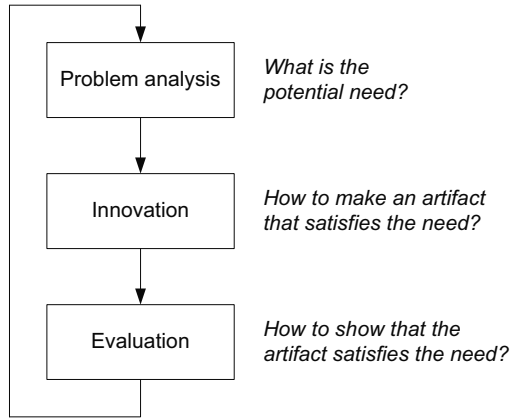 Problem analysis
What is the
potential need?
Innovation
How to make an artifact
that satisfies the need?
Evaluation
How to show that the
artifact satisfies the need?